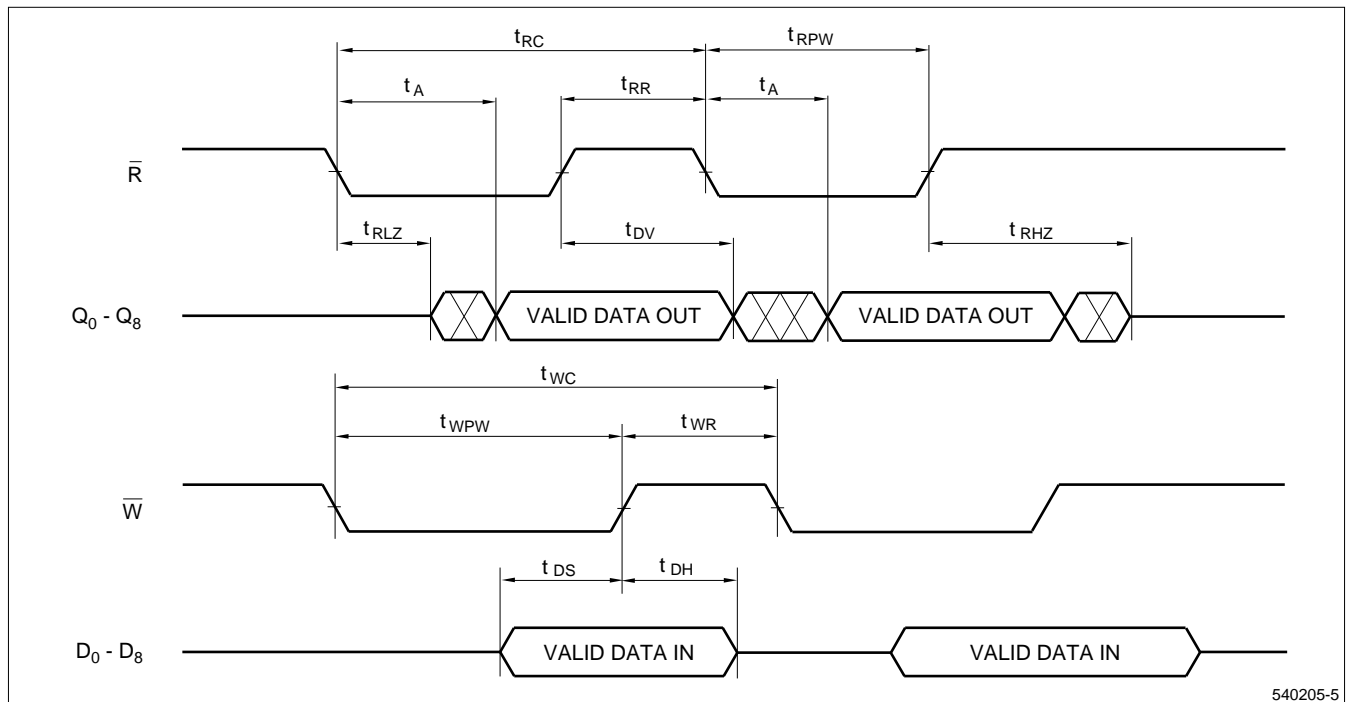 tRC
tRPW
tA
tRR
tA
R̅
tRLZ
tDV
tRHZ
Q0 - Q8
VALID DATA OUT
VALID DATA OUT
tWC
tWPW
tWR
W̅
tDS
tDH
D0 - D8
VALID DATA IN
VALID DATA IN
540205-5